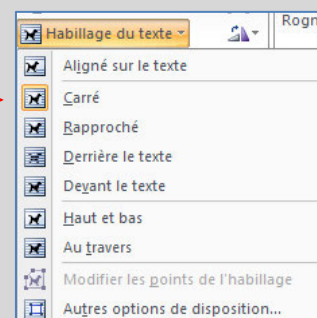 Habillage du texte
Rogn
Aligné sur le texte
Carré
Rapproché
Derrière le texte
Devant le texte
Haut et bas
Au travers
Modifier les points de l'habillage
Autres options de disposition...